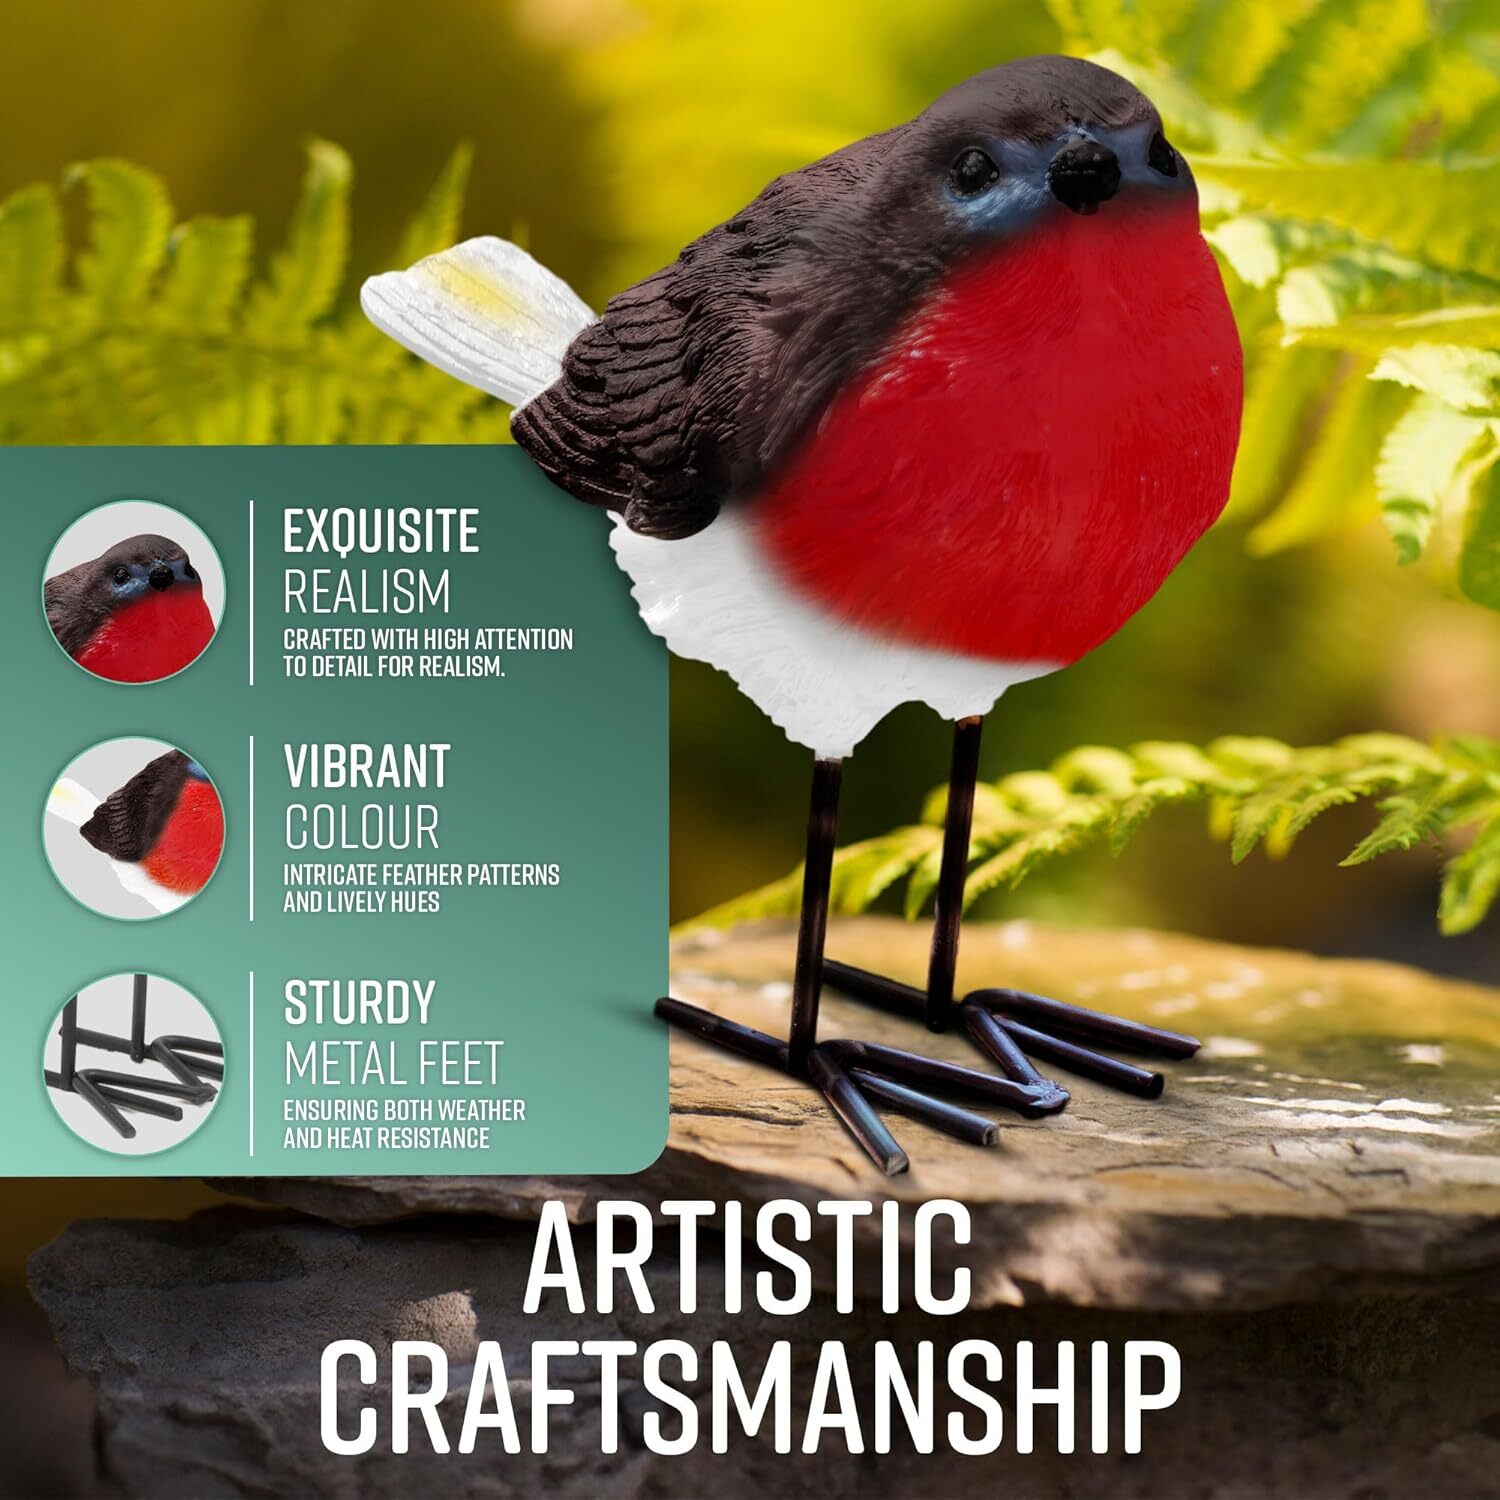 EXQUISITE
REALISM
CRAFTED WITH HIGH ATTENTION
TO DETAIL FOR REALISM.
VIBRANT
COLOUR
INTRICATE FEATHER PATTERNS
AND LIVELY HUES
STURDY
METAL FEET
ENSURING BOTH WEATHER
AND HEAT RESISTANCE
ARTISTIC
CRAFTSMANSHIP